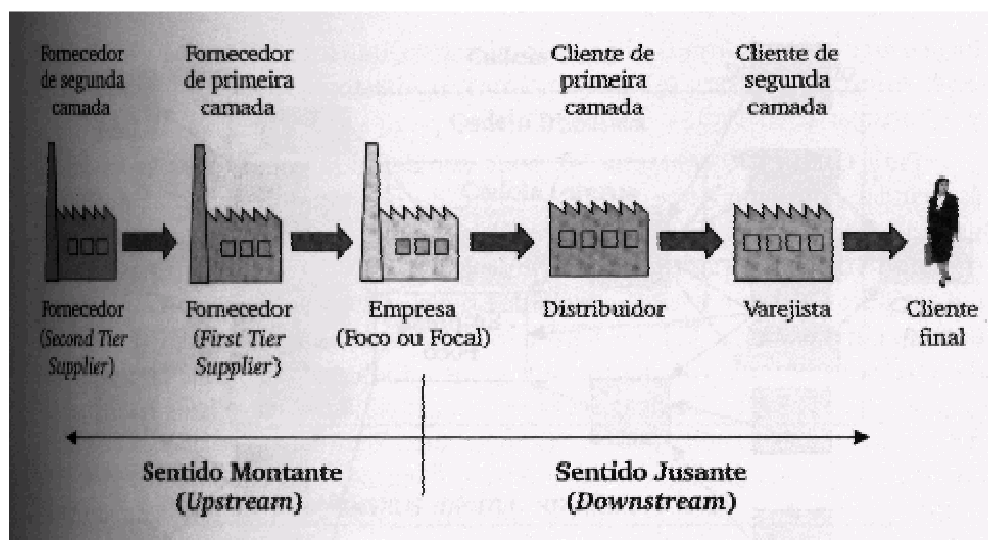 Fornecedor
de segunda
camada
Fornecedor
de primeira
camada
Cliente de
primeira
camada
Cliente de
segunda
camada
Fornecedor
(Second Tier
Supplier)
Fornecedor
(First Tier
Supplier)
Empresa
(Foco ou Focal)
Distribuidor
Varejista
Cliente
final
Sentido Montante
(Upstream)
Sentido Jusante
(Downstream)